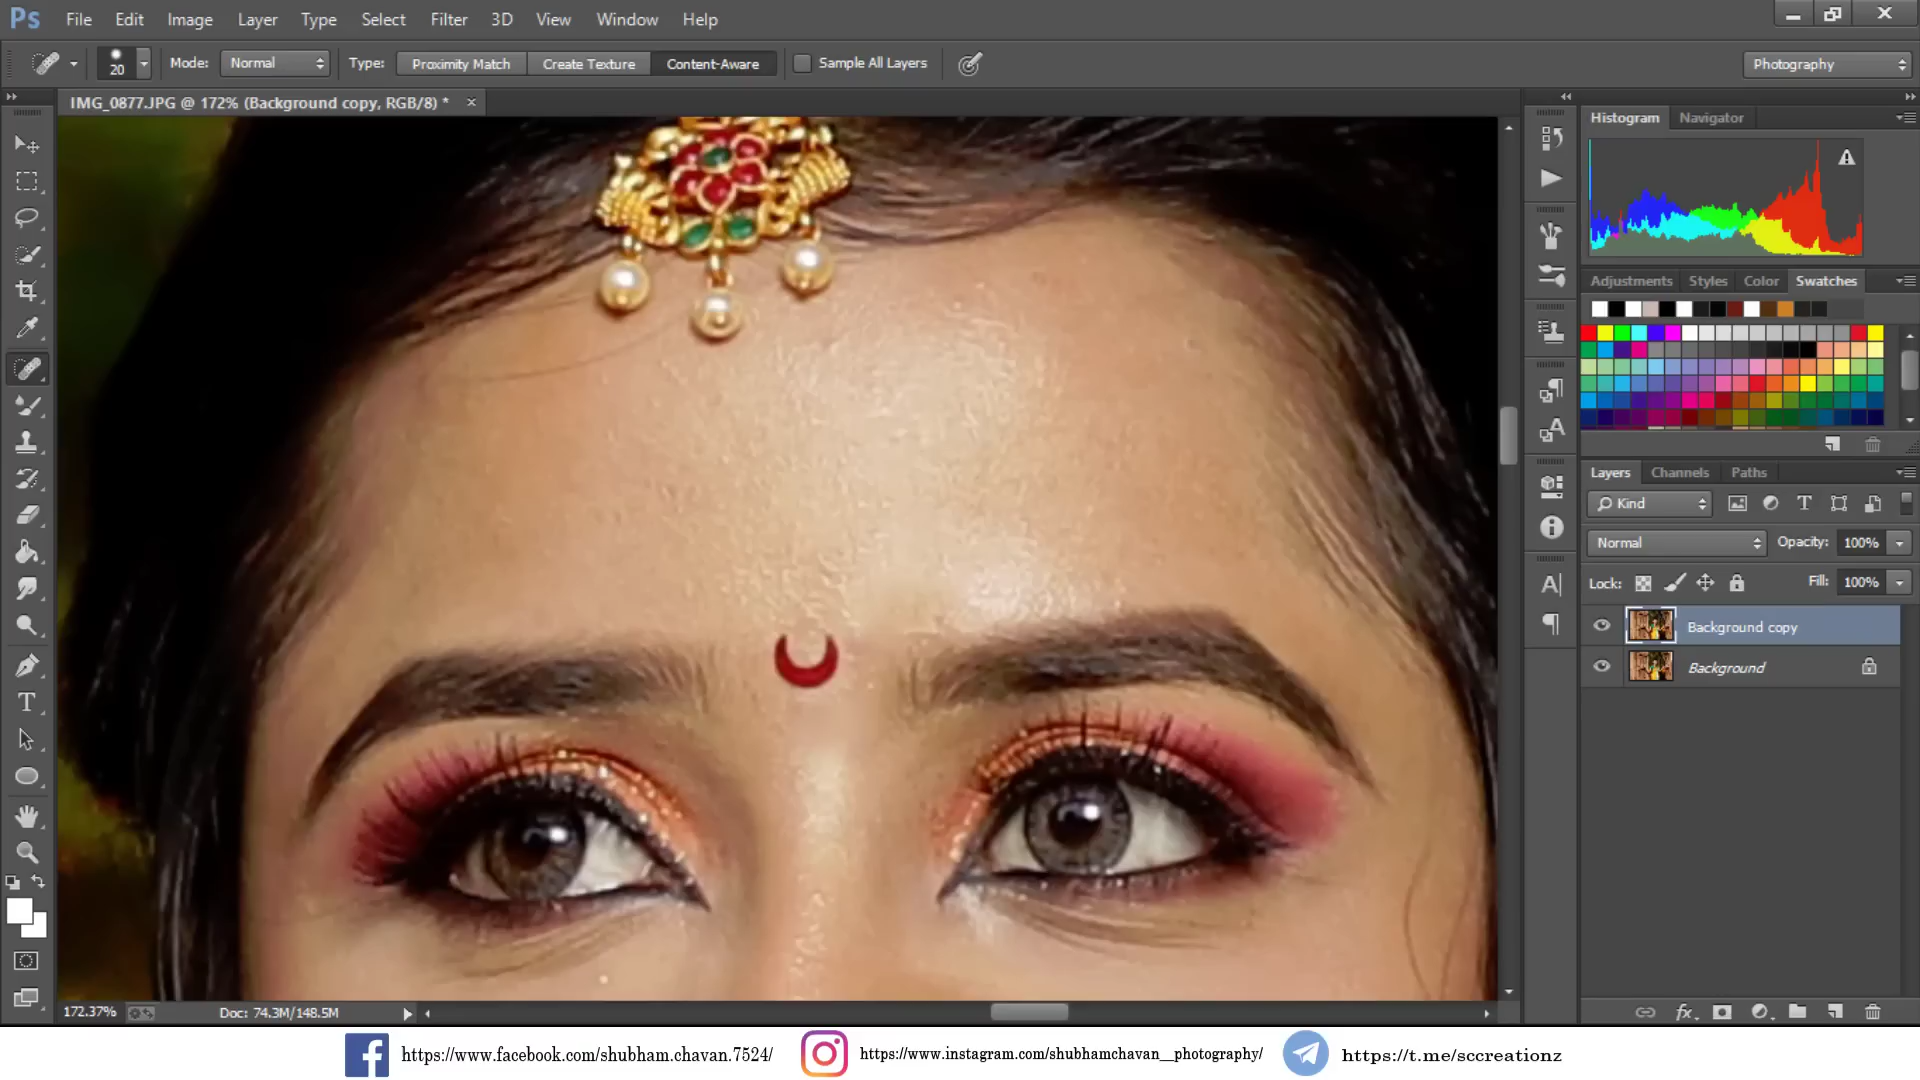 Ps File Edit Image Layer Type Select Filter 3D View Window Help
20 Mode: Normal Type: Proximity Match Create Texture Content-Aware Sample All Layers Photography
IMG_0877.JPG @ 172% (Background copy, RGB/8) *
Histogram Navigator
Adjustments Styles Color Swatches
Layers Channels Paths
Kind
Normal Opacity: 100%
Lock: Fill: 100%
Background copy
Background
172.37% Doc: 74.3M/148.5M
https://www.facebook.com/shubham.chavan.7524/ https://www.instagram.com/shubhamchavan__photography/ https://t.me/sccreationz